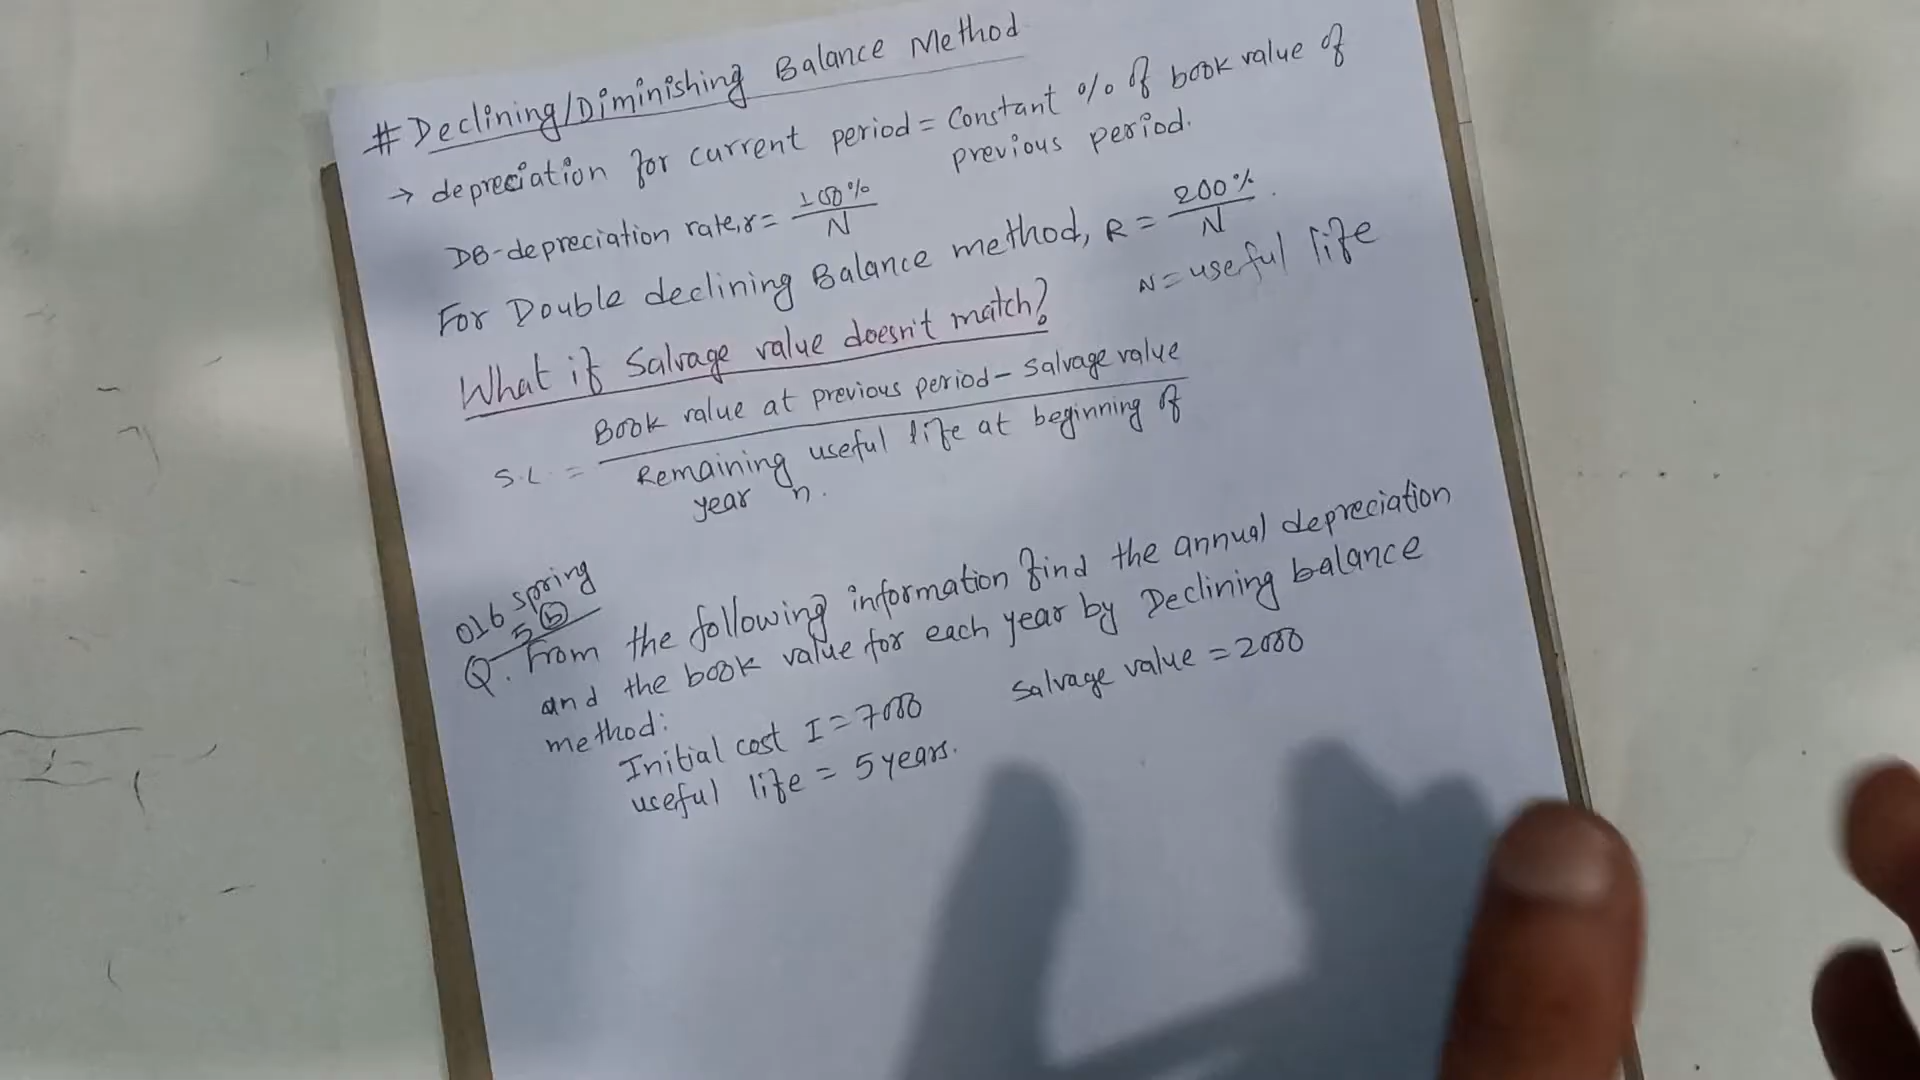 # Declining/Diminishing Balance Method
→ depreciation for current period = Constant % of book value of
previous period.
DB-depreciation rate, r = 100% / N
For Double declining Balance method, R = 200% / N .
N = useful life
What if Salvage value doesn't match?
S.L. = Book value at previous period - Salvage value
Remaining useful life at beginning of
year n.
016 spring
5 (b)
Q. From the following information find the annual depreciation
and the book value for each year by Declining balance
method:
Initial cost I = 7000 Salvage value = 2000
useful life = 5 years.